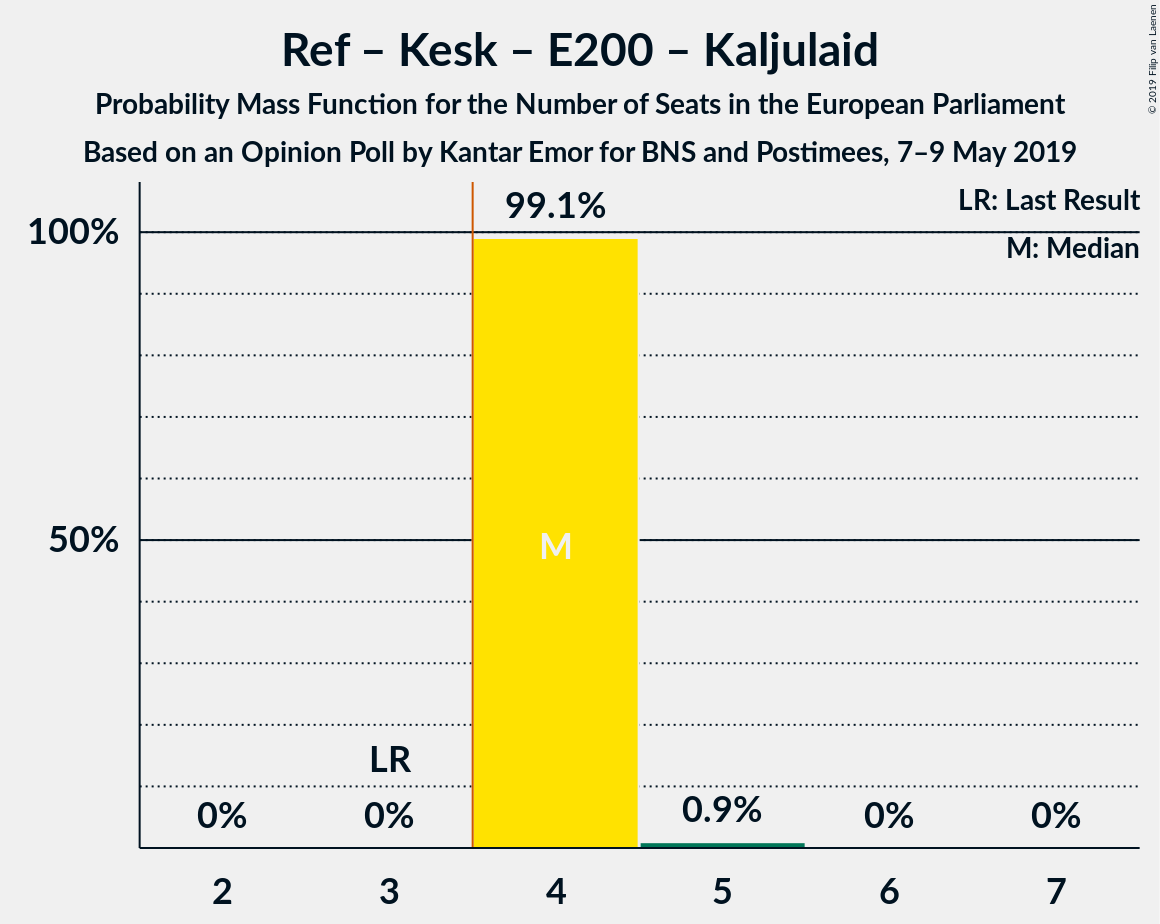 Ref – Kesk – E200 – Kaljulaid
Probability Mass Function for the Number of Seats in the European Parliament
Based on an Opinion Poll by Kantar Emor for BNS and Postimees, 7–9 May 2019
© 2019 Filip van Laenen
LR: Last Result
M: Median
99.1%
100%
50%
M
LR
0%
0%
0.9%
0%
0%
2
3
4
5
6
7